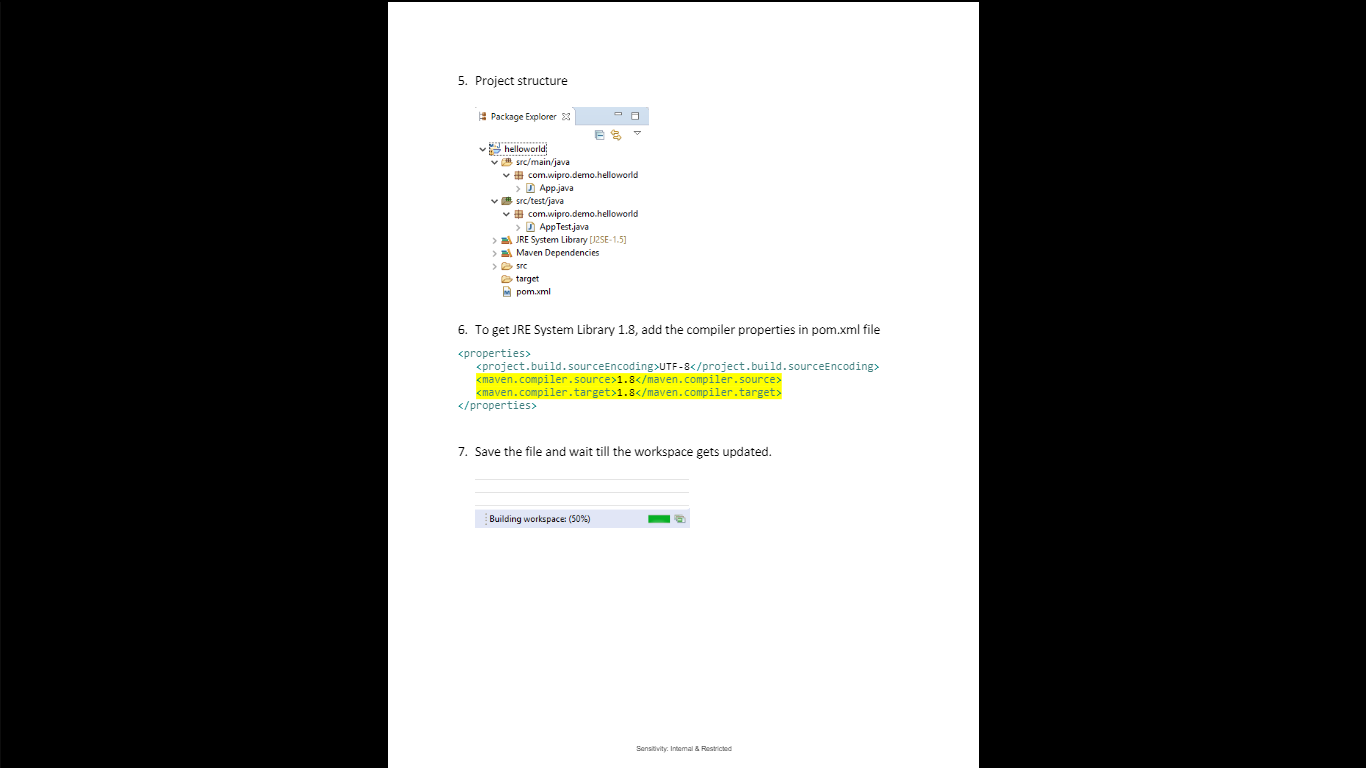 5. Project structure
Package Explorer
helloworld
src/main/java
com.wipro.demo.helloworld
App.java
src/test/java
com.wipro.demo.helloworld
AppTest.java
JRE System Library [J2SE-1.5]
Maven Dependencies
src
target
pom.xml
6. To get JRE System Library 1.8, add the compiler properties in pom.xml file
<properties>
<project.build.sourceEncoding>UTF-8</project.build.sourceEncoding>
<maven.compiler.source>1.8</maven.compiler.source>
<maven.compiler.target>1.8</maven.compiler.target>
</properties>
7. Save the file and wait till the workspace gets updated.
Building workspace: (50%)
Sensitivity: Internal & Restricted